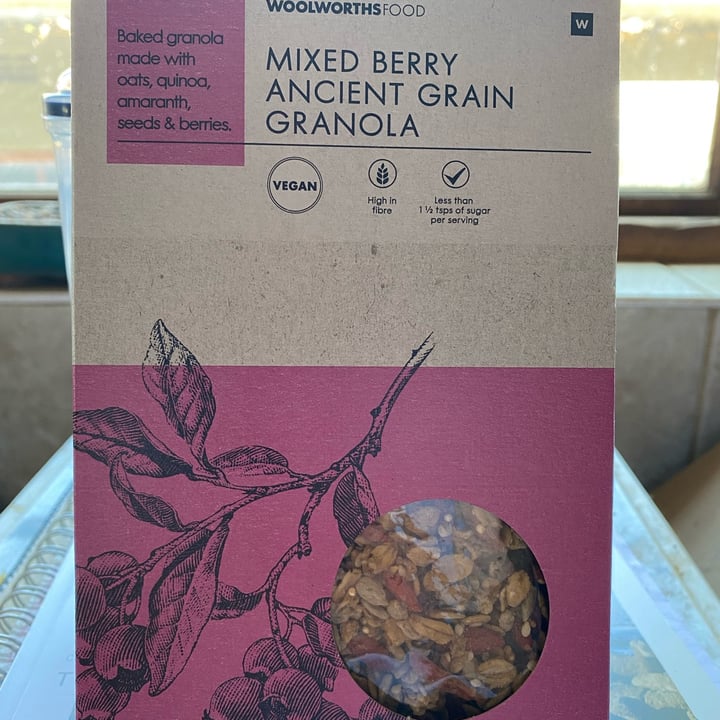 WOOLWORTHSFOOD
W
Baked granola
made with
oats, quinoa,
amaranth,
seeds & berries.
MIXED BERRY
ANCIENT GRAIN
GRANOLA
VEGAN
High in
fibre
Less than
1 ½ tsps of sugar
per serving